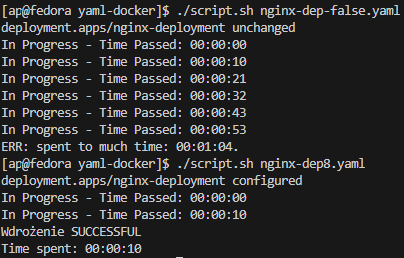 [ap@fedora yaml-docker]$ ./script.sh nginx-dep-false.yaml
deployment.apps/nginx-deployment unchanged
In Progress - Time Passed: 00:00:00
In Progress - Time Passed: 00:00:10
In Progress - Time Passed: 00:00:21
In Progress - Time Passed: 00:00:32
In Progress - Time Passed: 00:00:43
In Progress - Time Passed: 00:00:53
ERR: spent to much time: 00:01:04.
[ap@fedora yaml-docker]$ ./script.sh nginx-dep8.yaml
deployment.apps/nginx-deployment configured
In Progress - Time Passed: 00:00:00
In Progress - Time Passed: 00:00:10
Wdrożenie SUCCESSFUL
Time spent: 00:00:10